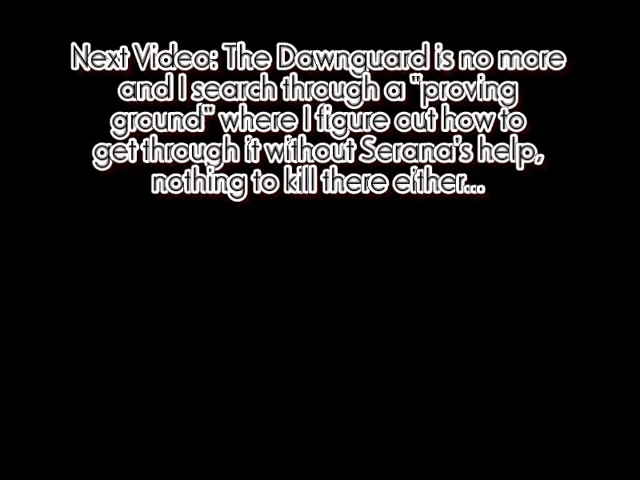 Next Video: The Dawnguard is no more
and I search through a "proving
ground" where I figure out how to
get through it without Serana's help,
nothing to kill there either...